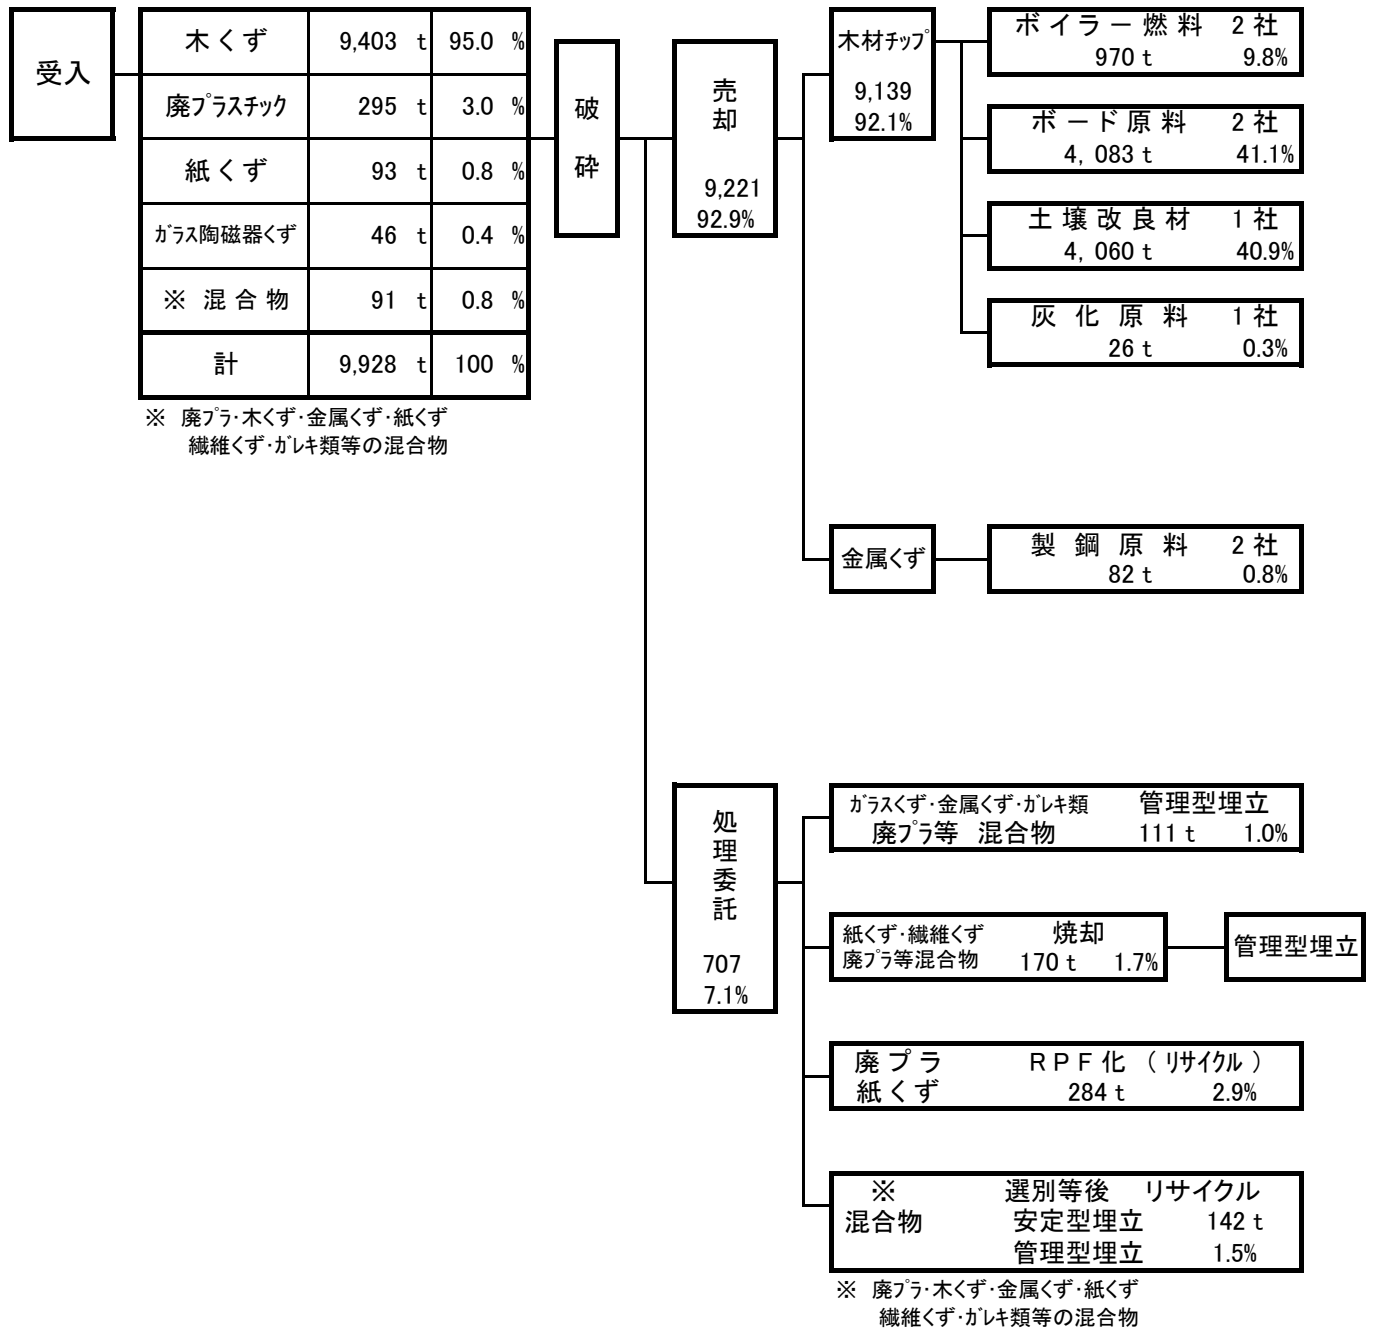 受入
木くず 9,403 t 95.0 %
廃プラスチック 295 t 3.0 %
紙くず 93 t 0.8 %
ガラス陶磁器くず 46 t 0.4 %
※ 混合物 91 t 0.8 %
計 9,928 t 100 %
※ 廃プラ・木くず・金属くず・紙くず
繊維くず・ガレキ類等の混合物
破砕
売却
9,221
92.9%
木材チップ
9,139
92.1%
ボイラー燃料 2社
970 t 9.8%
ボード原料 2社
4,083 t 41.1%
土壌改良材 1社
4,060 t 40.9%
灰化原料 1社
26 t 0.3%
金属くず
製鋼原料 2社
82 t 0.8%
処理委託
707
7.1%
ガラスくず・金属くず・ガレキ類 管理型埋立
廃プラ等 混合物 111 t 1.0%
紙くず・繊維くず 焼却
廃プラ等混合物 170 t 1.7%
管理型埋立
廃プラ RPF化（リサイクル）
紙くず 284 t 2.9%
※ 選別等後 リサイクル
混合物 安定型埋立 142 t
管理型埋立 1.5%
※ 廃プラ・木くず・金属くず・紙くず
繊維くず・ガレキ類等の混合物